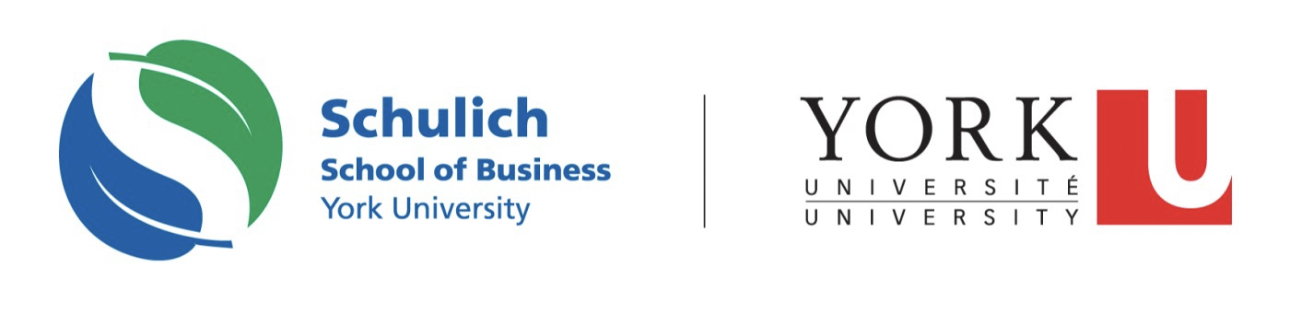 Schulich
School of Business
York University
YORK
UNIVERSITÉ
UNIVERSITY
U